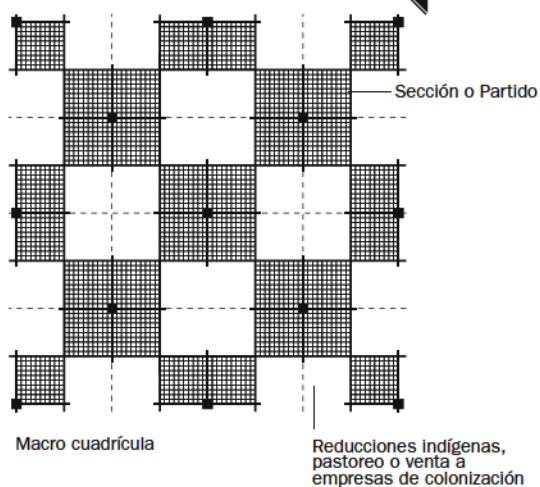 Sección o Partido
Macro cuadrícula
Reducciones indígenas,
pastoreo o venta a
empresas de colonización